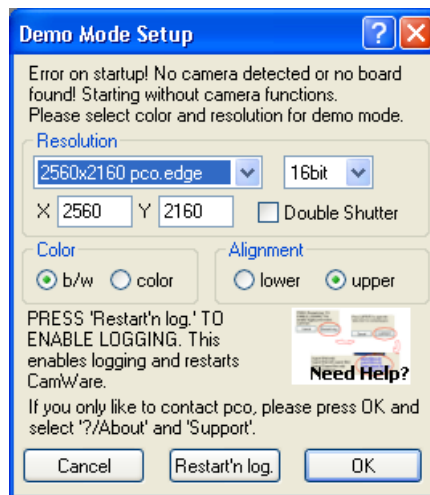 Demo Mode Setup
Error on startup! No camera detected or no board
found! Starting without camera functions.
Please select color and resolution for demo mode.
Resolution
2560x2160 pco.edge 16bit
X 2560 Y 2160 Double Shutter
Color Alignment
b/w color lower upper
PRESS 'Restart'n log.' TO
ENABLE LOGGING. This
enables logging and restarts
CamWare.
Need Help?
If you only like to contact pco, please press OK and
select '?/About' and 'Support'.
Cancel Restart'n log. OK